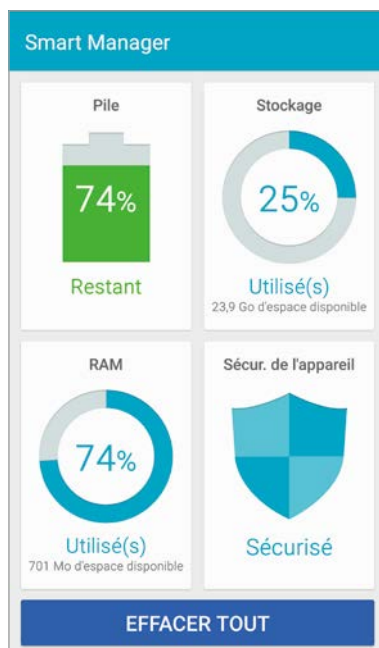 Smart Manager
Pile
74%
Restant
Stockage
25%
Utilisé(s)
23,9 Go d'espace disponible
RAM
74%
Utilisé(s)
701 Mo d'espace disponible
Sécur. de l'appareil
Sécurisé
EFFACER TOUT